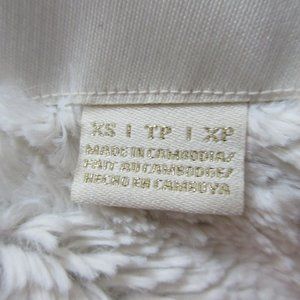 XS | TP | XP
MADE IN CAMBODIA/
FAIT AU CAMBODGE/
HECHO EN CAMBOYA